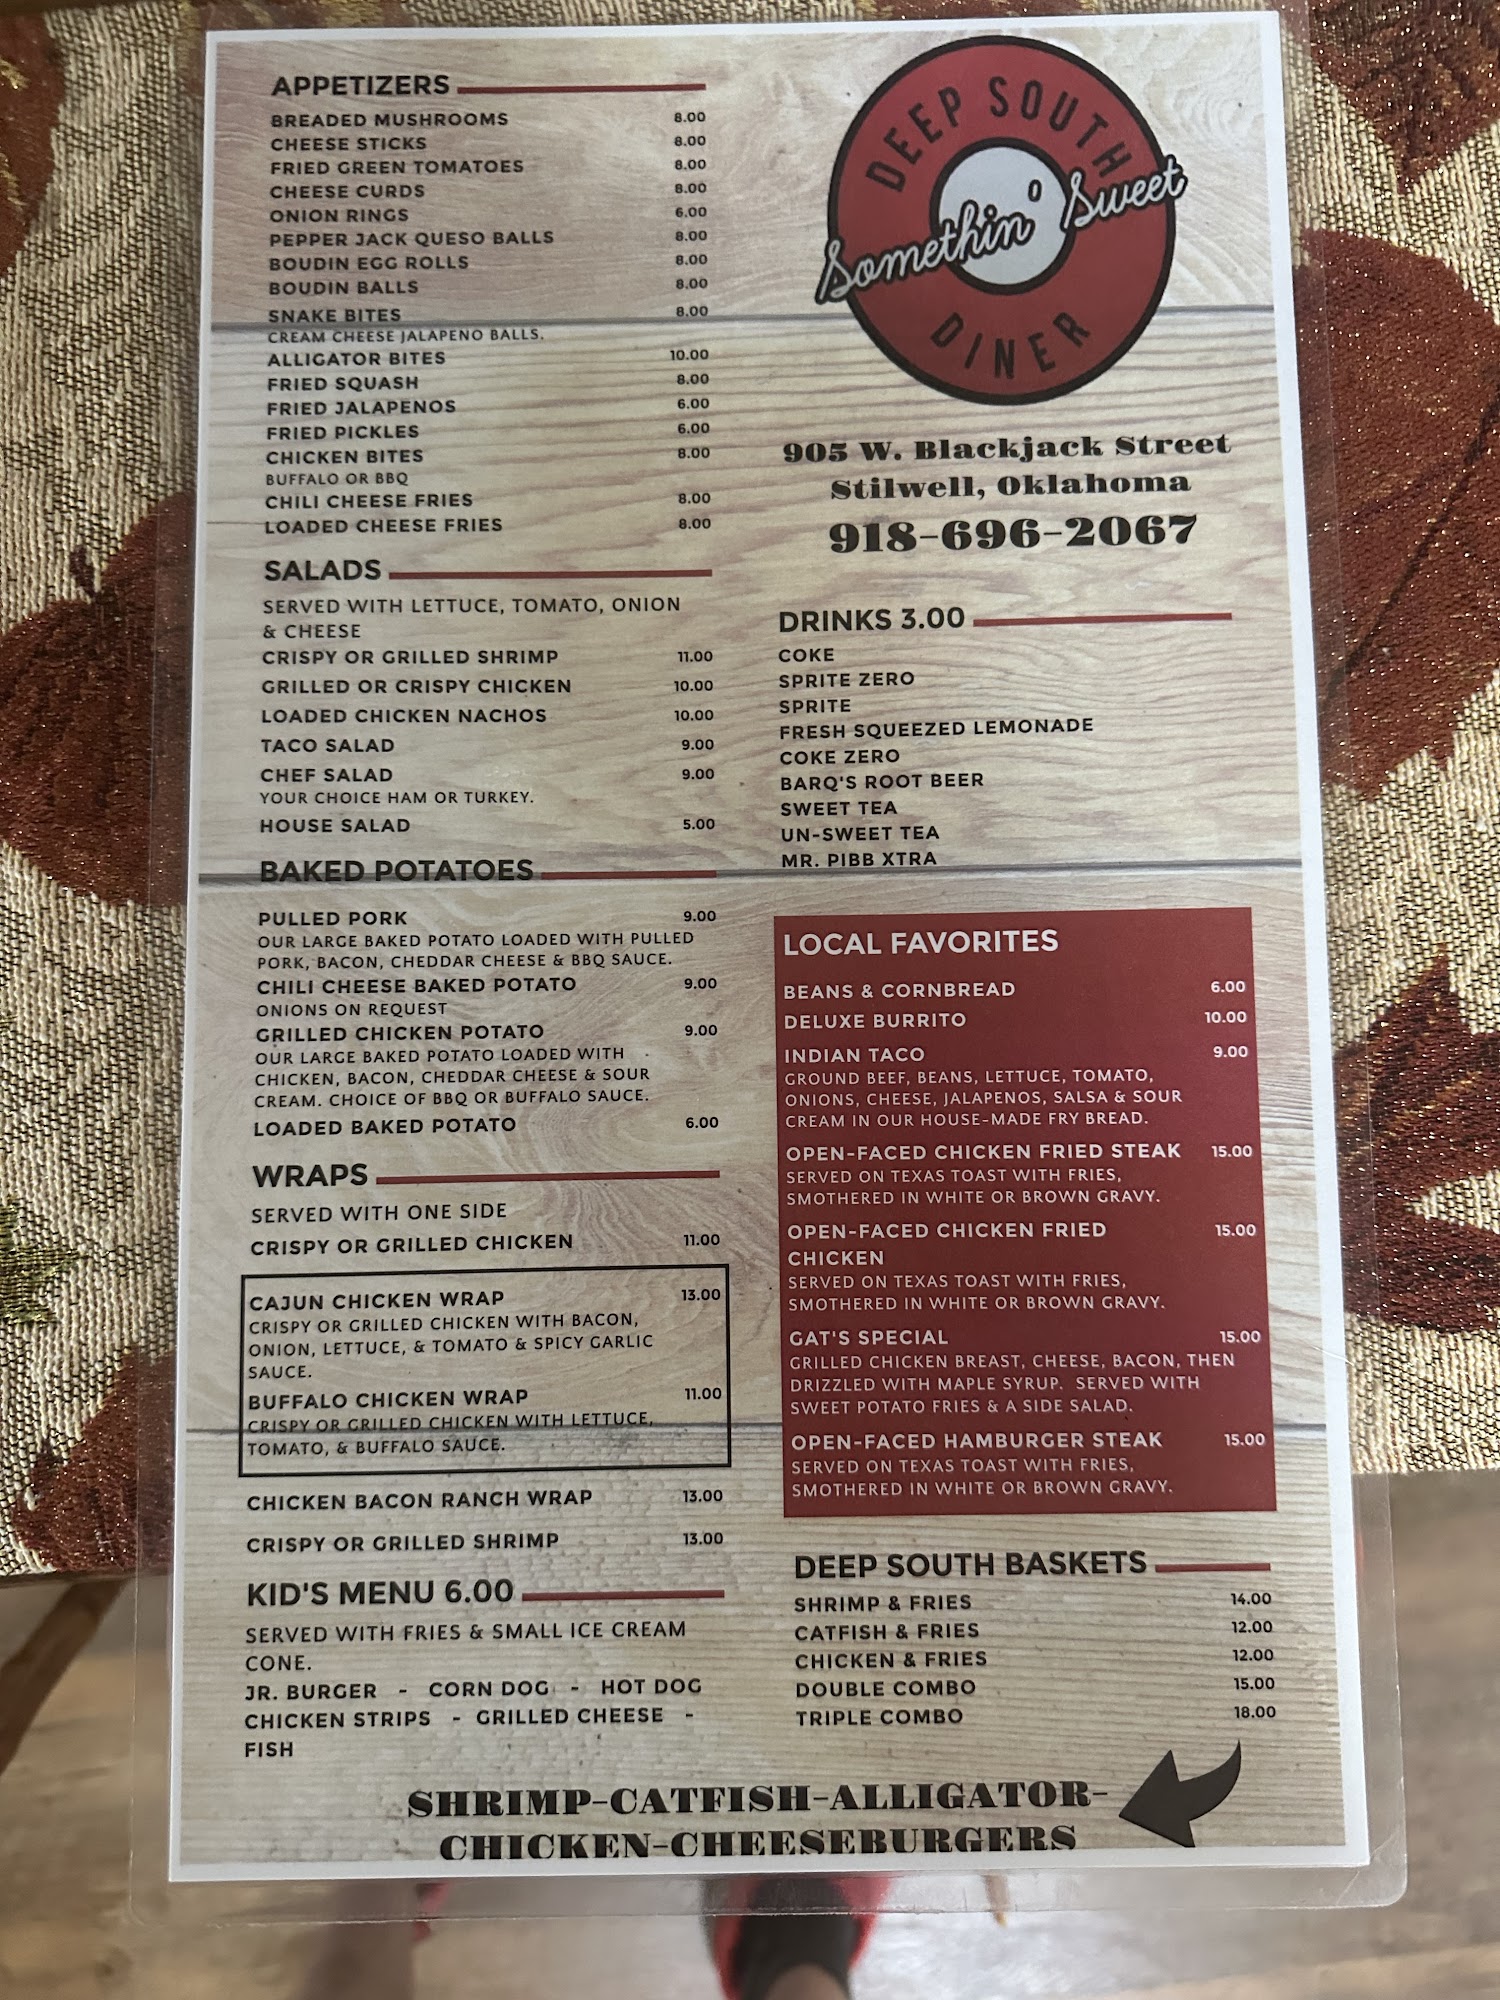 APPETIZERS
BREADED MUSHROOMS 8.00
CHEESE STICKS 8.00
FRIED GREEN TOMATOES 8.00
CHEESE CURDS 8.00
ONION RINGS 6.00
PEPPER JACK QUESO BALLS 8.00
BOUDIN EGG ROLLS 8.00
BOUDIN BALLS 8.00
SNAKE BITES 8.00
CREAM CHEESE JALAPENO BALLS.
ALLIGATOR BITES 10.00
FRIED SQUASH 8.00
FRIED JALAPENOS 6.00
FRIED PICKLES 6.00
CHICKEN BITES 8.00
BUFFALO OR BBQ
CHILI CHEESE FRIES 8.00
LOADED CHEESE FRIES 8.00
SALADS
SERVED WITH LETTUCE, TOMATO, ONION
& CHEESE
CRISPY OR GRILLED SHRIMP 11.00
GRILLED OR CRISPY CHICKEN 10.00
LOADED CHICKEN NACHOS 10.00
TACO SALAD 9.00
CHEF SALAD 9.00
YOUR CHOICE HAM OR TURKEY.
HOUSE SALAD 5.00
BAKED POTATOES
PULLED PORK 9.00
OUR LARGE BAKED POTATO LOADED WITH PULLED
PORK, BACON, CHEDDAR CHEESE & BBQ SAUCE.
CHILI CHEESE BAKED POTATO 9.00
ONIONS ON REQUEST
GRILLED CHICKEN POTATO 9.00
OUR LARGE BAKED POTATO LOADED WITH
CHICKEN, BACON, CHEDDAR CHEESE & SOUR
CREAM. CHOICE OF BBQ OR BUFFALO SAUCE.
LOADED BAKED POTATO 6.00
WRAPS
SERVED WITH ONE SIDE
CRISPY OR GRILLED CHICKEN 11.00
CAJUN CHICKEN WRAP 13.00
CRISPY OR GRILLED CHICKEN WITH BACON,
ONION, LETTUCE, & TOMATO & SPICY GARLIC
SAUCE.
BUFFALO CHICKEN WRAP 11.00
CRISPY OR GRILLED CHICKEN WITH LETTUCE,
TOMATO, & BUFFALO SAUCE.
CHICKEN BACON RANCH WRAP 13.00
CRISPY OR GRILLED SHRIMP 13.00
KID'S MENU 6.00
SERVED WITH FRIES & SMALL ICE CREAM
CONE.
JR. BURGER - CORN DOG - HOT DOG
CHICKEN STRIPS - GRILLED CHEESE -
FISH
DEEP SOUTH
Somethin' Sweet
DINER
905 W. Blackjack Street
Stilwell, Oklahoma
918-696-2067
DRINKS 3.00
COKE
SPRITE ZERO
SPRITE
FRESH SQUEEZED LEMONADE
COKE ZERO
BARQ'S ROOT BEER
SWEET TEA
UN-SWEET TEA
MR. PIBB XTRA
LOCAL FAVORITES
BEANS & CORNBREAD 6.00
DELUXE BURRITO 10.00
INDIAN TACO 9.00
GROUND BEEF, BEANS, LETTUCE, TOMATO,
ONIONS, CHEESE, JALAPENOS, SALSA & SOUR
CREAM IN OUR HOUSE-MADE FRY BREAD.
OPEN-FACED CHICKEN FRIED STEAK 15.00
SERVED ON TEXAS TOAST WITH FRIES,
SMOTHERED IN WHITE OR BROWN GRAVY.
OPEN-FACED CHICKEN FRIED 15.00
CHICKEN
SERVED ON TEXAS TOAST WITH FRIES,
SMOTHERED IN WHITE OR BROWN GRAVY.
GAT'S SPECIAL 15.00
GRILLED CHICKEN BREAST, CHEESE, BACON, THEN
DRIZZLED WITH MAPLE SYRUP. SERVED WITH
SWEET POTATO FRIES & A SIDE SALAD.
OPEN-FACED HAMBURGER STEAK 15.00
SERVED ON TEXAS TOAST WITH FRIES,
SMOTHERED IN WHITE OR BROWN GRAVY.
DEEP SOUTH BASKETS
SHRIMP & FRIES 14.00
CATFISH & FRIES 12.00
CHICKEN & FRIES 12.00
DOUBLE COMBO 15.00
TRIPLE COMBO 18.00
SHRIMP-CATFISH-ALLIGATOR-
CHICKEN-CHEESEBURGERS